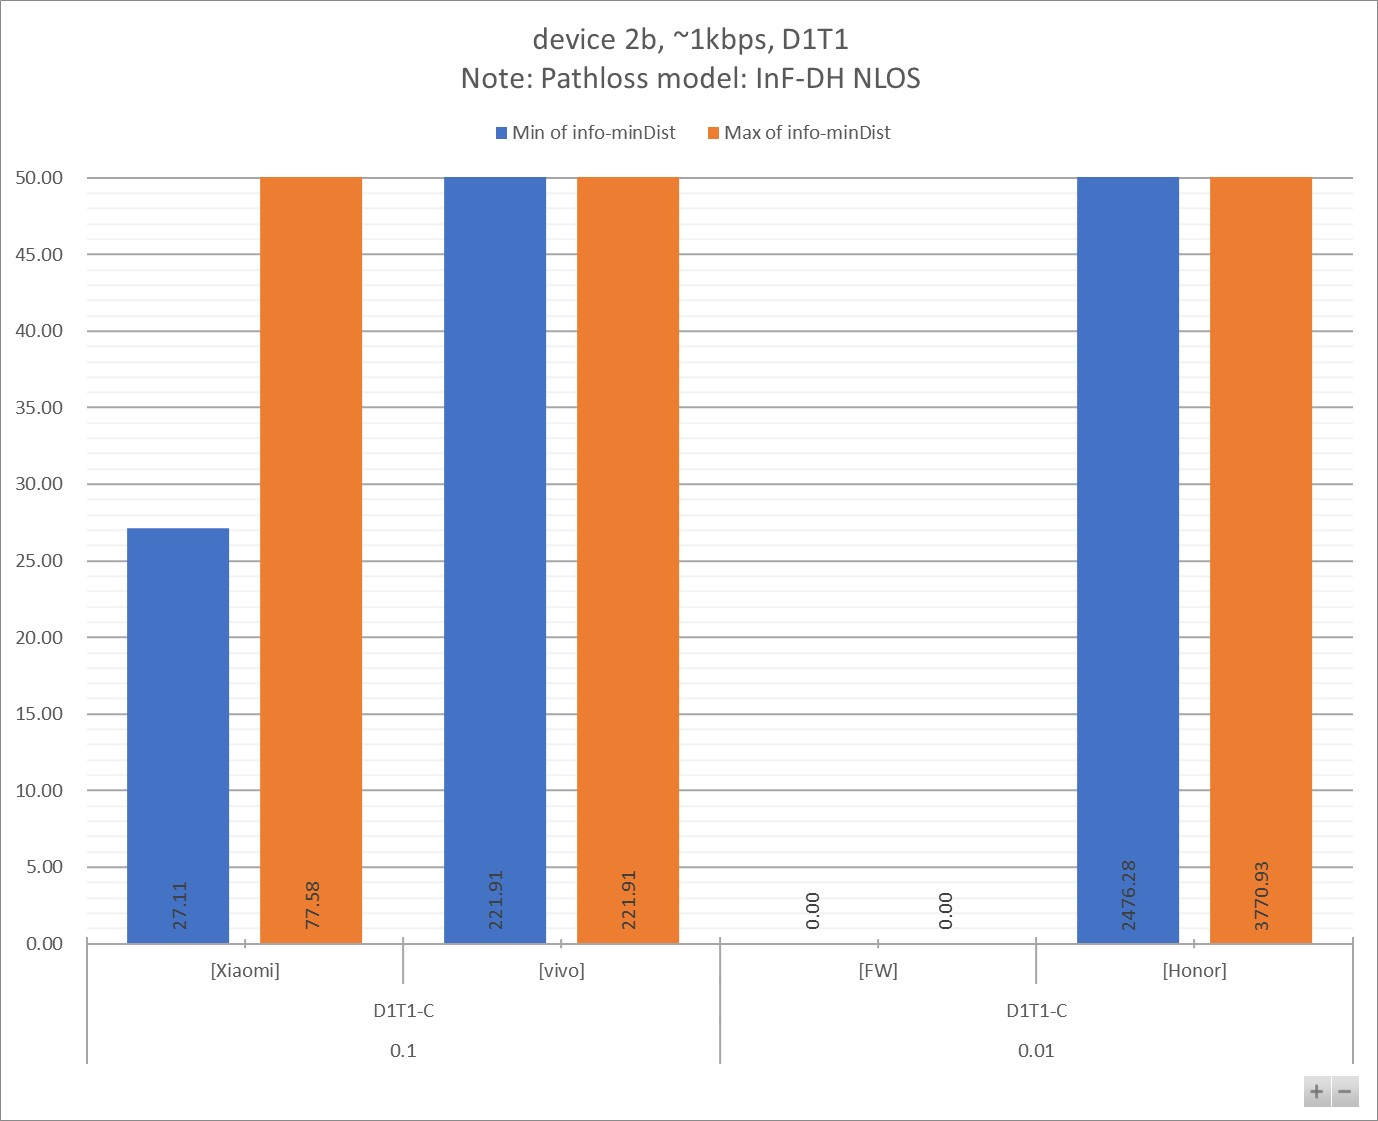 device 2b, ~1kbps, D1T1
Note: Pathloss model: InF-DH NLOS
Min of info-minDist
Max of info-minDist
50.00
45.00
40.00
35.00
30.00
25.00
20.00
15.00
10.00
5.00
0.00
27.11
77.58
221.91
221.91
0.00
0.00
2476.28
3770.93
[Xiaomi]
[vivo]
[FW]
[Honor]
D1T1-C
D1T1-C
0.1
0.01
+ −